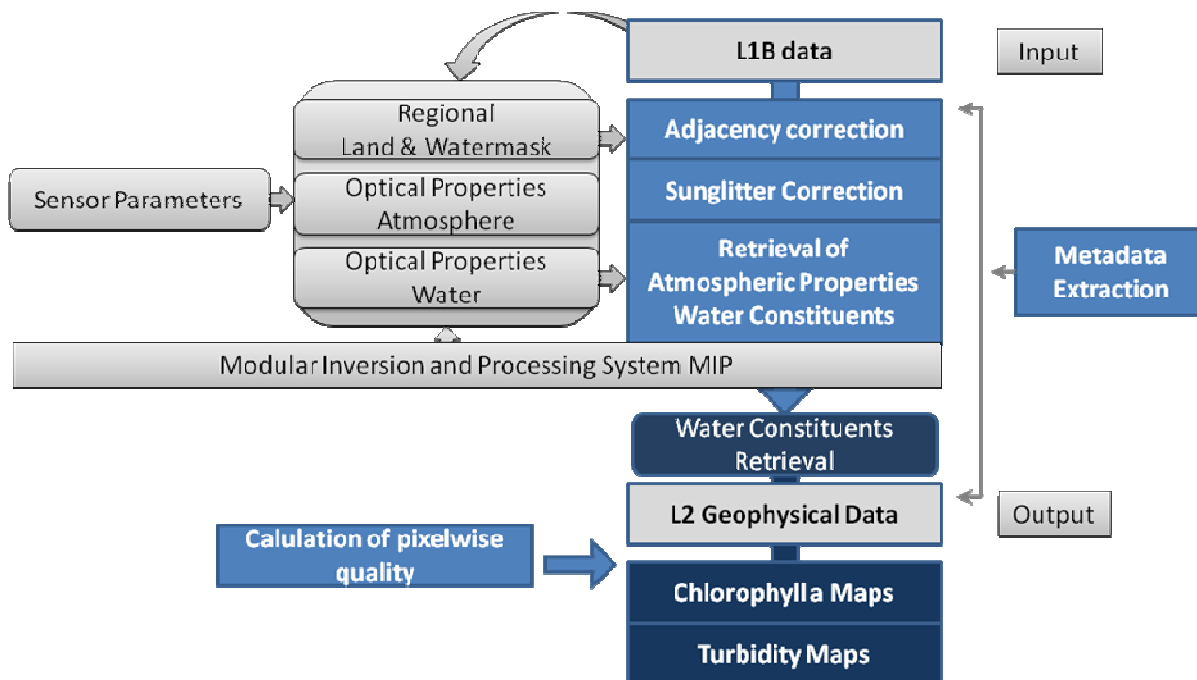 L1B data
Input
Regional
Land & Watermask
Adjacency correction
Sensor Parameters
Optical Properties
Atmosphere
Sunglitter Correction
Optical Properties
Water
Retrieval of
Atmospheric Properties
Water Constituents
Metadada
Extraction
Modular Inversion and Processing System MIP
Water Constituents
Retrieval
L2 Geophysical Data
Output
Calulation of pixelwise
quality
Chlorophylla Maps
Turbidity Maps